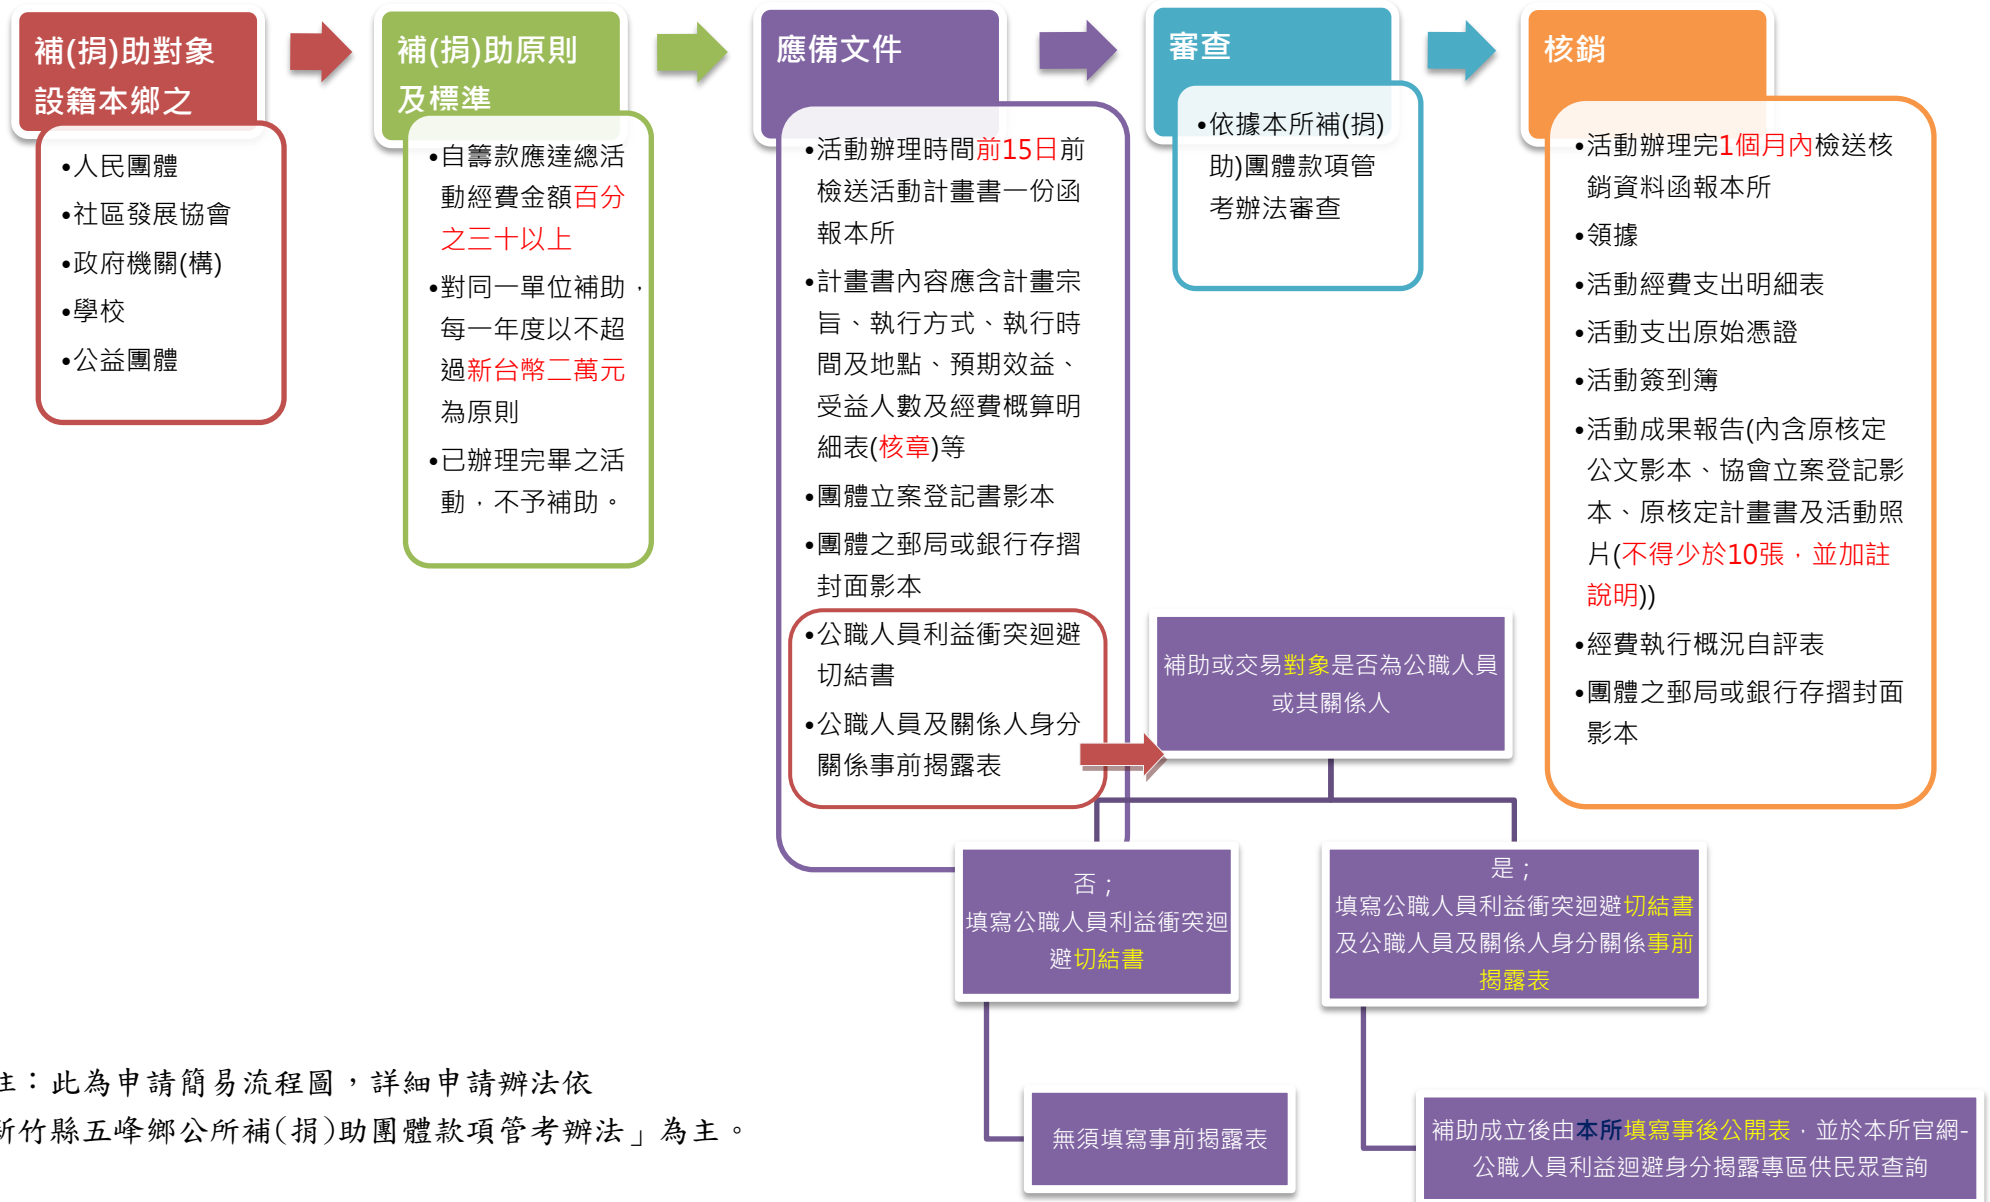 補(捐)助對象
設籍本鄉之
•人民團體
•社區發展協會
•政府機關(構)
•學校
•公益團體
補(捐)助原則
及標準
•自籌款應達總活
動經費金額百分
之三十以上
•對同一單位補助，
每一年度以不超
過新台幣二萬元
為原則
•已辦理完畢之活
動，不予補助。
應備文件
•活動辦理時間前15日前
檢送活動計畫書一份函
報本所
•計畫書內容應含計畫宗
旨、執行方式、執行時
間及地點、預期效益、
受益人數及經費概算明
細表(核章)等
•團體立案登記書影本
•團體之郵局或銀行存摺
封面影本
•公職人員利益衝突迴避
切結書
•公職人員及關係人身分
關係事前揭露表
審查
•依據本所補(捐)
助)團體款項管
考辦法審查
核銷
•活動辦理完1個月內檢送核
銷資料函報本所
•領據
•活動經費支出明細表
•活動支出原始憑證
•活動簽到簿
•活動成果報告(內含原核定
公文影本、協會立案登記影
本、原核定計畫書及活動照
片(不得少於10張，並加註
說明))
•經費執行概況自評表
•團體之郵局或銀行存摺封面
影本
補助或交易對象是否為公職人員
或其關係人
否；
填寫公職人員利益衝突迴
避切結書
是；
填寫公職人員利益衝突迴避切結書
及公職人員及關係人身分關係事前
揭露表
無須填寫事前揭露表
補助成立後由本所填寫事後公開表，並於本所官網-
公職人員利益迴避身分揭露專區供民眾查詢
註：此為申請簡易流程圖，詳細申請辦法依
新竹縣五峰鄉公所補(捐)助團體款項管考辦法」為主。